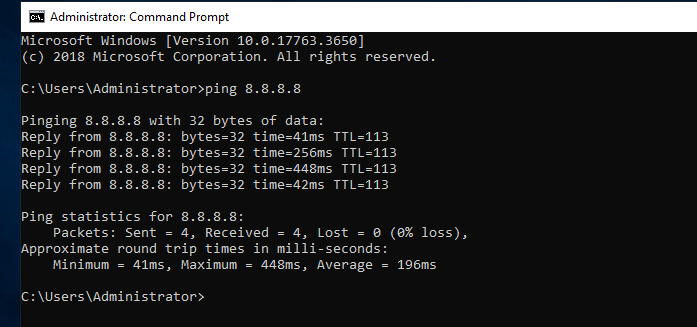 Administrator: Command Prompt
Microsoft Windows [Version 10.0.17763.3650]
(c) 2018 Microsoft Corporation. All rights reserved.
C:\Users\Administrator>ping 8.8.8.8
Pinging 8.8.8.8 with 32 bytes of data:
Reply from 8.8.8.8: bytes=32 time=41ms TTL=113
Reply from 8.8.8.8: bytes=32 time=256ms TTL=113
Reply from 8.8.8.8: bytes=32 time=448ms TTL=113
Reply from 8.8.8.8: bytes=32 time=42ms TTL=113
Ping statistics for 8.8.8.8:
    Packets: Sent = 4, Received = 4, Lost = 0 (0% loss),
Approximate round trip times in milli-seconds:
    Minimum = 41ms, Maximum = 448ms, Average = 196ms
C:\Users\Administrator>